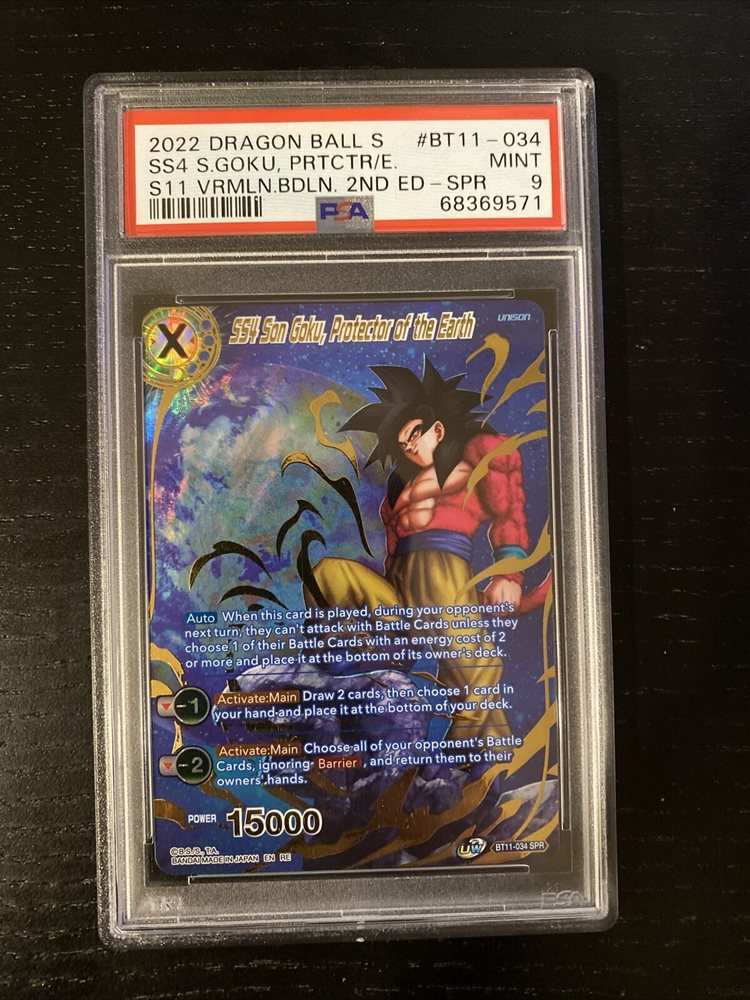 2022 DRAGON BALL S #BT11-034
SS4 S.GOKU, PRTCTR/E. MINT
S11 VRMLN.BDLN. 2ND ED-SPR 9
PSA 68369571
X
SS4 Son Goku, Protector of the Earth
UNISON
Auto When this card is played, during your opponent's
next turn, they can't attack with Battle Cards unless they
choose 1 of their Battle Cards with an energy cost of 2
or more and place it at the bottom of its owner's deck.
-1 Activate:Main Draw 2 cards, then choose 1 card in
your hand and place it at the bottom of your deck.
-2 Activate:Main Choose all of your opponent's Battle
Cards, ignoring Barrier, and return them to their
owners' hands.
POWER 15000
©B.S./S., T.A.
BANDAI MADE IN JAPAN EN RE
UW BT11-034 SPR
PSA